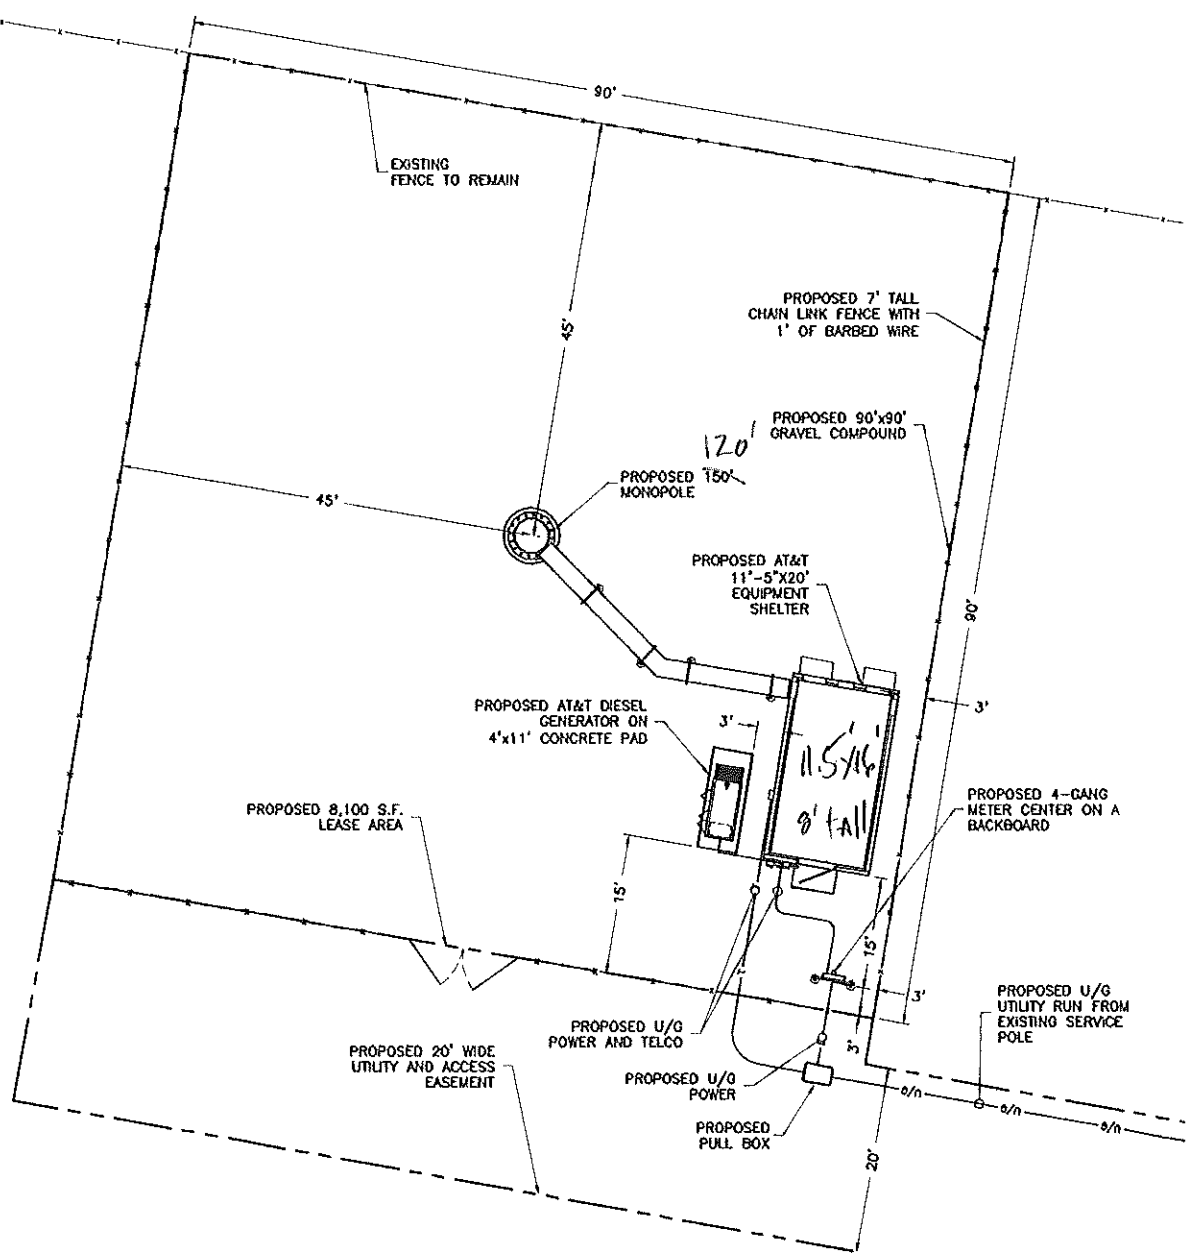 90'
EXISTING
FENCE TO REMAIN
45'
PROPOSED 7' TALL
CHAIN LINK FENCE WITH
1' OF BARBED WIRE
PROPOSED 90'x90'
GRAVEL COMPOUND
120'
PROPOSED 150'
MONOPOLE
45'
PROPOSED AT&T
11'-5"X20'
EQUIPMENT
SHELTER
90'
3'
PROPOSED AT&T DIESEL
GENERATOR ON
4'x11' CONCRETE PAD
3'
11.5'x16'
8' tall
PROPOSED 4-GANG
METER CENTER ON A
BACKBOARD
PROPOSED 8,100 S.F.
LEASE AREA
15'
15'
3'
PROPOSED U/G
UTILITY RUN FROM
EXISTING SERVICE
POLE
PROPOSED U/G
POWER AND TELCO
3'
PROPOSED 20' WIDE
UTILITY AND ACCESS
EASEMENT
PROPOSED U/G
POWER
PROPOSED
PULL BOX
20'